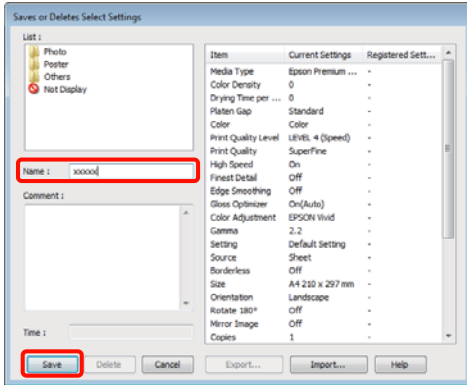 Saves or Deletes Select Settings
List :
Photo
Poster
Others
Not Display
Name : xxxxx
Comment :
Time :
Item Current Settings Registered Sett...
Media Type Epson Premium ... -
Color Density 0 -
Drying Time per ... 0 -
Platen Gap Standard -
Color Color -
Print Quality Level LEVEL 4 (Speed) -
Print Quality SuperFine -
High Speed On -
Finest Detail Off -
Edge Smoothing Off -
Gloss Optimizer On(Auto) -
Color Adjustment EPSON Vivid -
Gamma 2.2 -
Setting Default Setting -
Source Sheet -
Borderless Off -
Size A4 210 x 297 mm -
Orientation Landscape -
Rotate 180° Off -
Mirror Image Off -
Copies 1 -
Save Delete Cancel Export... Import... Help